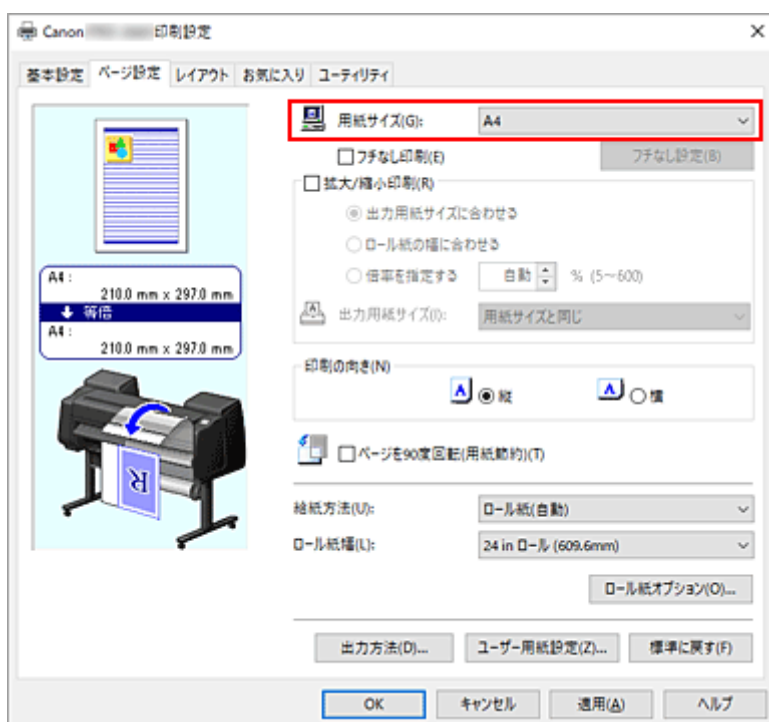 Canon 印刷設定
基本設定 ページ設定 レイアウト お気に入り ユーティリティ
用紙サイズ(G): A4
フチなし印刷(E) フチなし設定(B)
拡大/縮小印刷(R)
出力用紙サイズに合わせる
ロール紙の幅に合わせる
倍率を指定する 自動 % (5～600)
出力用紙サイズ(I): 用紙サイズと同じ
A4 :
210.0 mm x 297.0 mm
等倍
A4 :
210.0 mm x 297.0 mm
印刷の向き(N)
A 縦 A 横
R
ページを90度回転(用紙節約)(T)
給紙方法(U): ロール紙(自動)
ロール紙幅(L): 24 in ロール (609.6mm)
ロール紙オプション(O)...
出力方法(D)... ユーザー用紙設定(Z)... 標準に戻す(F)
OK キャンセル 適用(A) ヘルプ